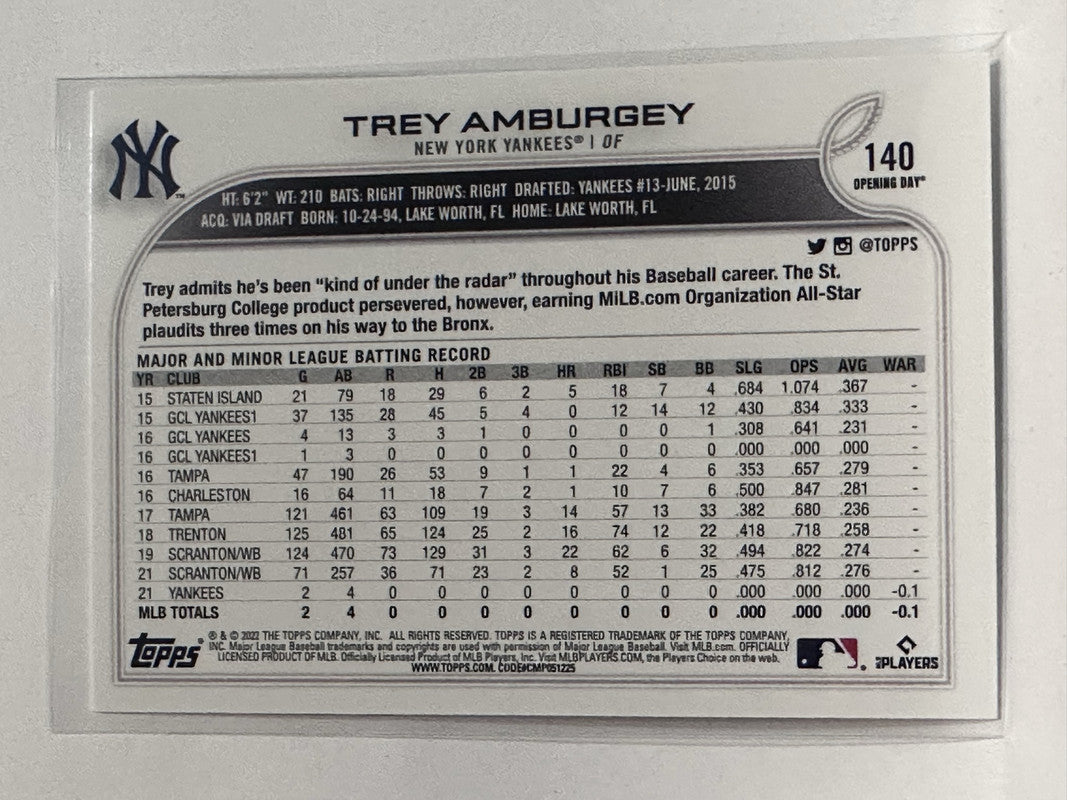 TREY AMBURGEY
NEW YORK YANKEES® | OF
140
OPENING DAY®
HT: 6'2" WT: 210 BATS: RIGHT THROWS: RIGHT DRAFTED: YANKEES #13-JUNE, 2015
ACQ: VIA DRAFT BORN: 10-24-94, LAKE WORTH, FL HOME: LAKE WORTH, FL
@TOPPS
Trey admits he's been "kind of under the radar" throughout his Baseball career. The St.
Petersburg College product persevered, however, earning MiLB.com Organization All-Star
plaudits three times on his way to the Bronx.
MAJOR AND MINOR LEAGUE BATTING RECORD
YR CLUB G AB R H 2B 3B HR RBI SB BB SLG OPS AVG WAR
15 STATEN ISLAND 21 79 18 29 6 2 5 18 7 4 .684 1.074 .367 -
15 GCL YANKEES1 37 135 28 45 5 4 0 12 14 12 .430 .834 .333 -
16 GCL YANKEES 4 13 3 3 1 0 0 0 0 1 .308 .641 .231 -
16 GCL YANKEES1 1 3 0 0 0 0 0 0 0 0 .000 .000 .000 -
16 TAMPA 47 190 26 53 9 1 1 22 4 6 .353 .657 .279 -
16 CHARLESTON 16 64 11 18 7 2 1 10 7 6 .500 .847 .281 -
17 TAMPA 121 461 63 109 19 3 14 57 13 33 .382 .680 .236 -
18 TRENTON 125 481 65 124 25 2 16 74 12 22 .418 .718 .258 -
19 SCRANTON/WB 124 470 73 129 31 3 22 62 6 32 .494 .822 .274 -
21 SCRANTON/WB 71 257 36 71 23 2 8 52 1 25 .475 .812 .276 -
21 YANKEES 2 4 0 0 0 0 0 0 0 0 .000 .000 .000 -0.1
MLB TOTALS 2 4 0 0 0 0 0 0 0 0 .000 .000 .000 -0.1
Topps
® & © 2022 THE TOPPS COMPANY, INC. ALL RIGHTS RESERVED. TOPPS IS A REGISTERED TRADEMARK OF THE TOPPS COMPANY,
INC. Major League Baseball trademarks and copyrights are used with permission of Major League Baseball. Visit MLB.com. OFFICIALLY
LICENSED PRODUCT OF MLB. Officially Licensed Product of MLB Players, Inc. Visit MLBPLAYERS.COM, the Players Choice on the web.
WWW.TOPPS.COM. CODE#CMP051225
MLB PLAYERS